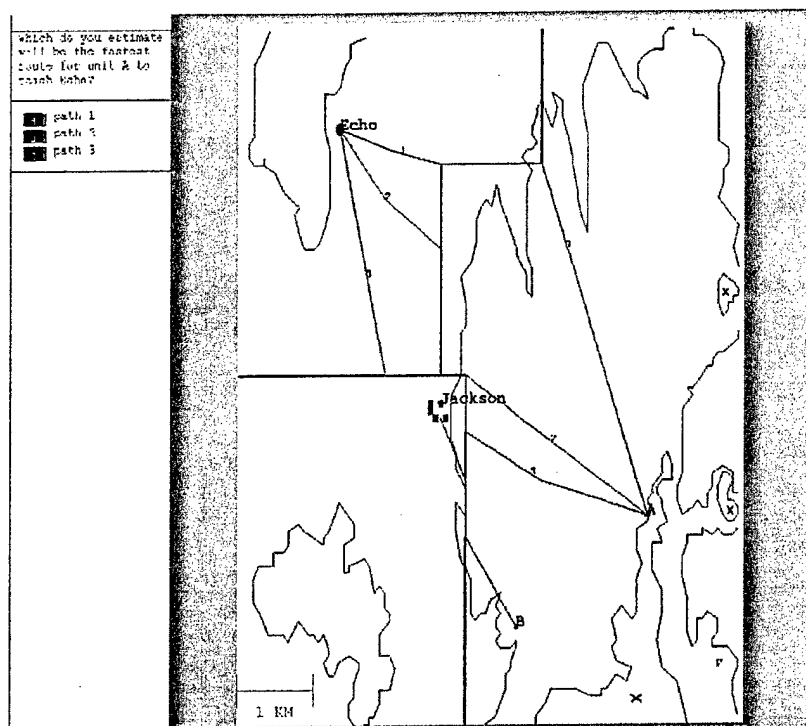 which do you estimate
will be the fastest
route for unit A to
reach Echo?
path 1
path 2
path 3
Echo
1
2
3
1
X
Jackson
2
3
A
X
B
X
1 KM